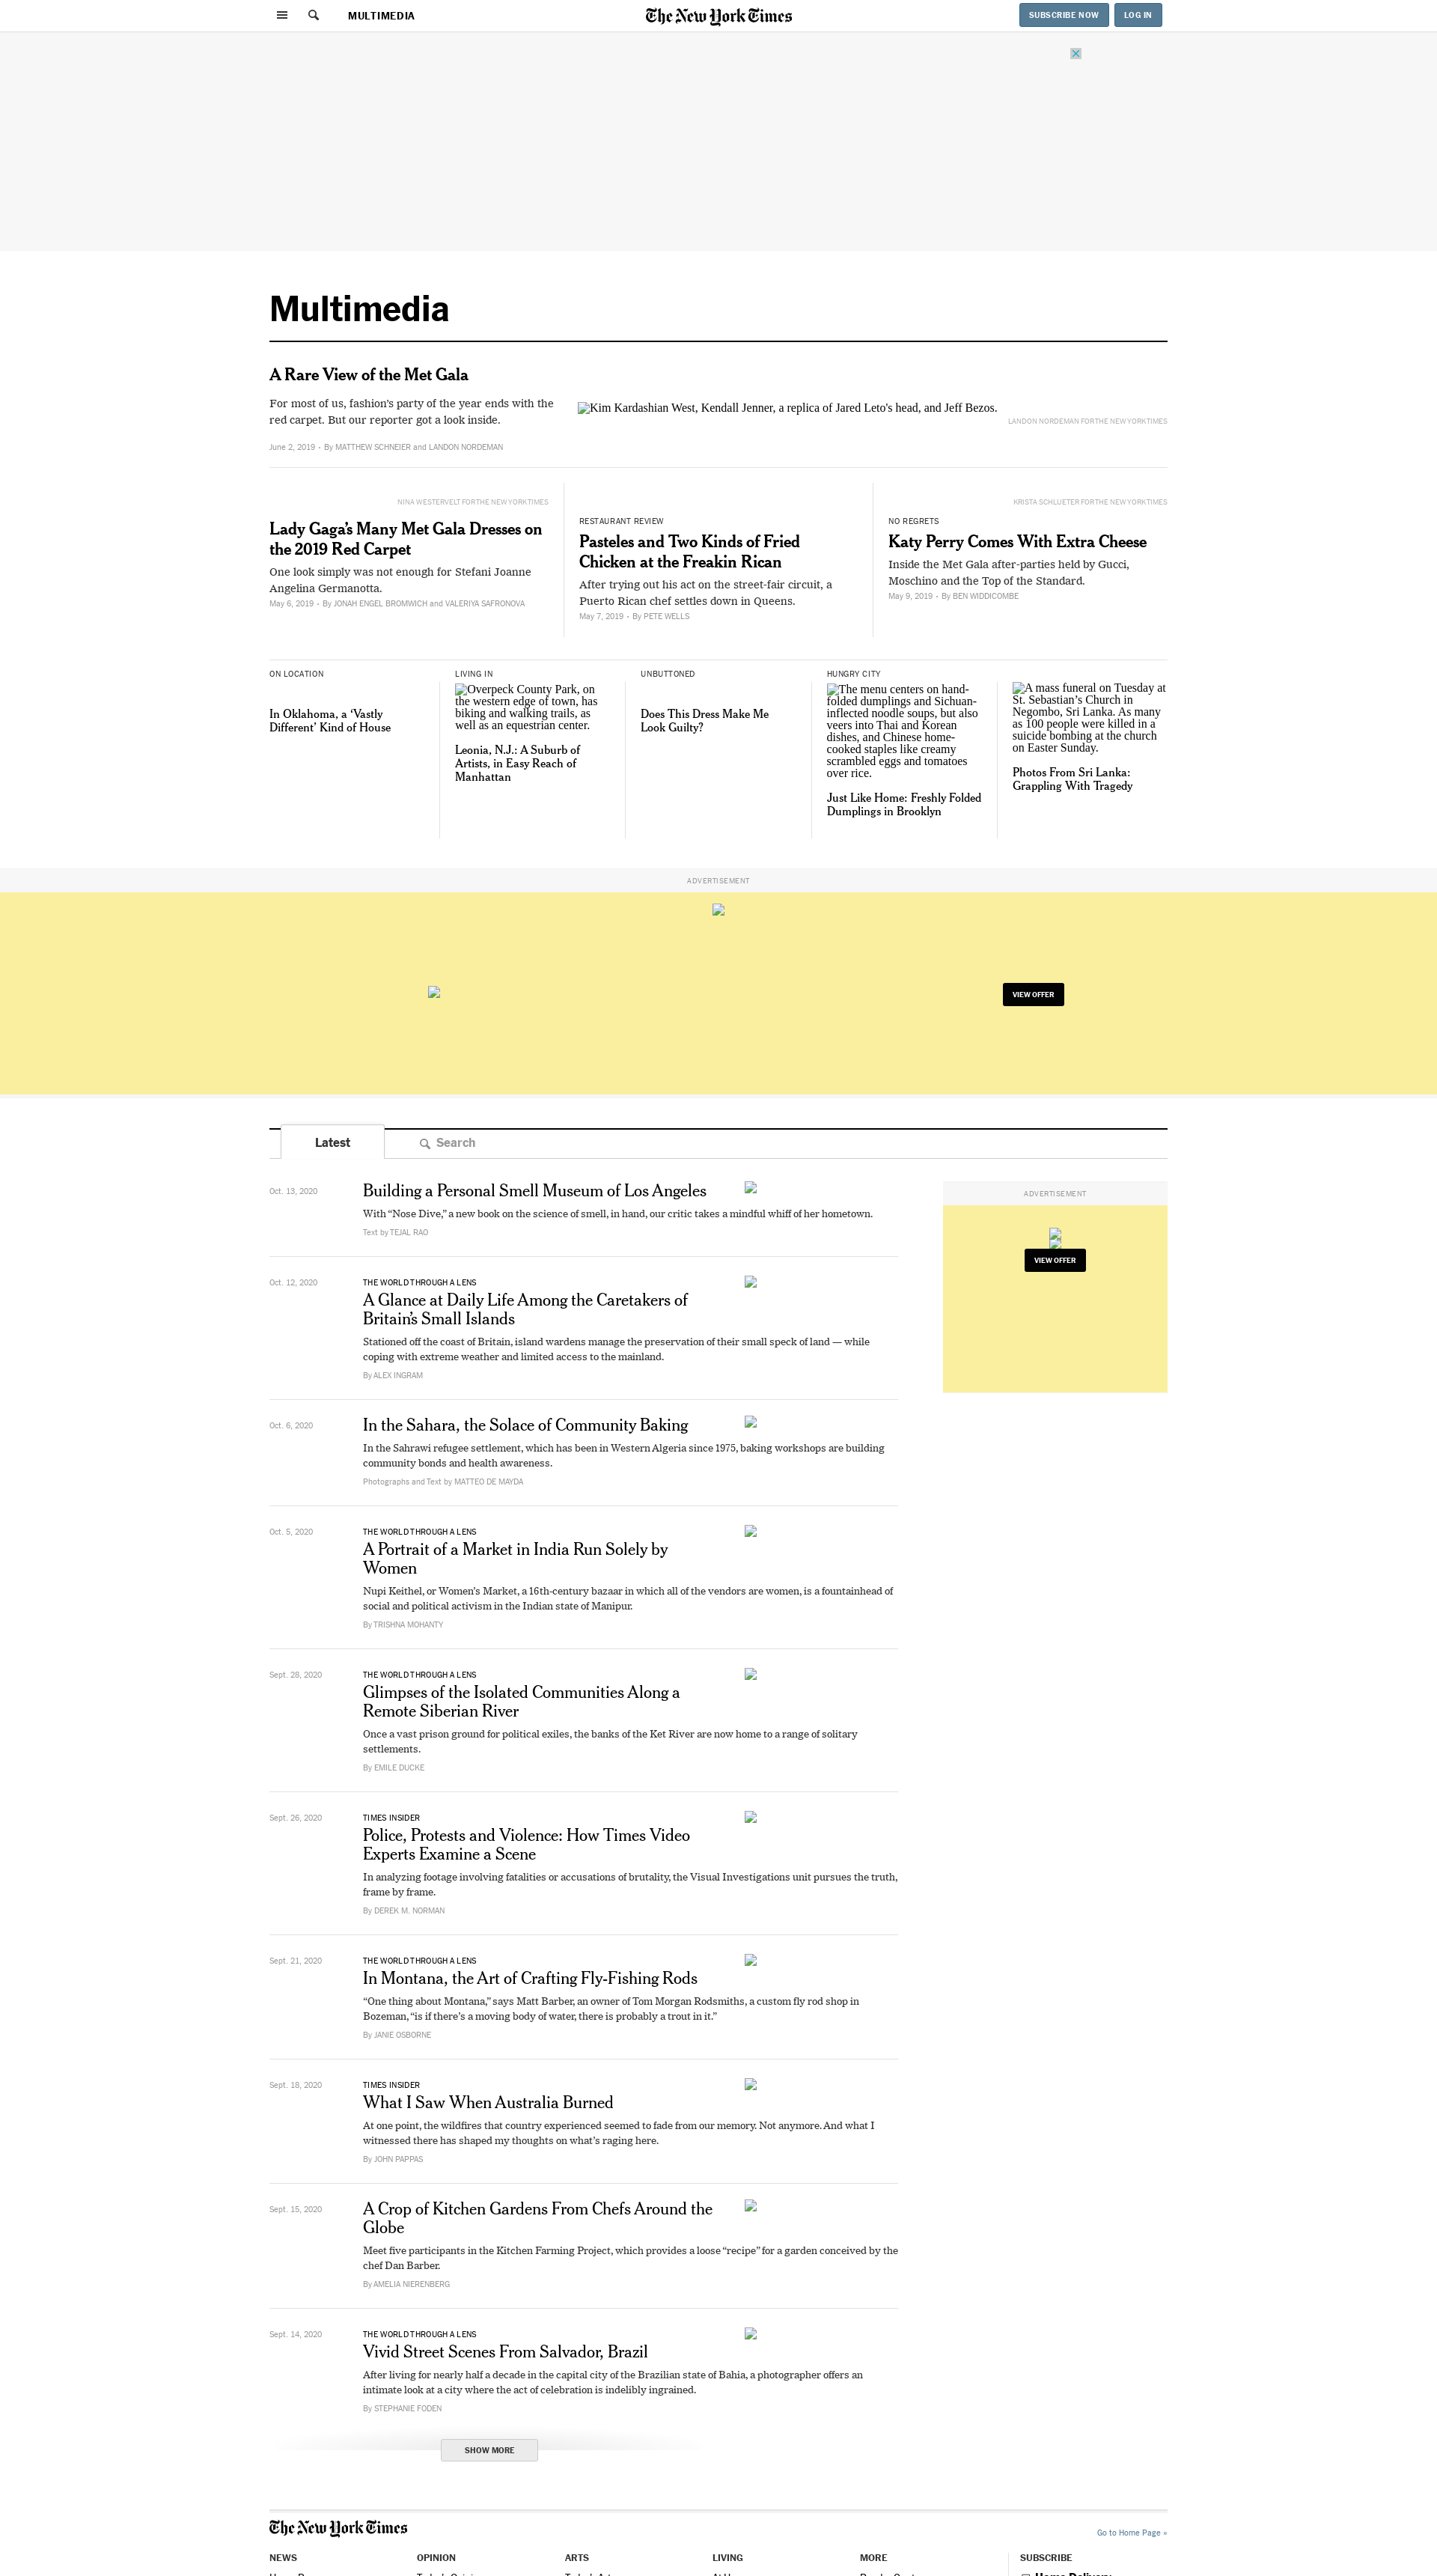 MULTIMEDIA
The New York Times
SUBSCRIBE NOW
LOG IN
Multimedia
A Rare View of the Met Gala
For most of us, fashion's party of the year ends with the
red carpet. But our reporter got a look inside.
June 2, 2019 • By MATTHEW SCHNEIER and LANDON NORDEMAN
Kim Kardashian West, Kendall Jenner, a replica of Jared Leto's head, and Jeff Bezos.
LANDON NORDEMAN FOR THE NEW YORK TIMES
NINA WESTERVELT FOR THE NEW YORK TIMES
Lady Gaga's Many Met Gala Dresses on
the 2019 Red Carpet
One look simply was not enough for Stefani Joanne
Angelina Germanotta.
May 6, 2019 • By JONAH ENGEL BROMWICH and VALERIYA SAFRONOVA
RESTAURANT REVIEW
Pasteles and Two Kinds of Fried
Chicken at the Freakin Rican
After trying out his act on the street-fair circuit, a
Puerto Rican chef settles down in Queens.
May 7, 2019 • By PETE WELLS
KRISTA SCHLUETER FOR THE NEW YORK TIMES
NO REGRETS
Katy Perry Comes With Extra Cheese
Inside the Met Gala after-parties held by Gucci,
Moschino and the Top of the Standard.
May 9, 2019 • By BEN WIDDICOMBE
ON LOCATION
In Oklahoma, a ‘Vastly
Different’ Kind of House
LIVING IN
Overpeck County Park, on
the western edge of town, has
biking and walking trails, as
well as an equestrian center.
Leonia, N.J.: A Suburb of
Artists, in Easy Reach of
Manhattan
UNBUTTONED
Does This Dress Make Me
Look Guilty?
HUNGRY CITY
The menu centers on hand-
folded dumplings and Sichuan-
inflected noodle soups, but also
veers into Thai and Korean
dishes, and Chinese home-
cooked staples like creamy
scrambled eggs and tomatoes
over rice.
Just Like Home: Freshly Folded
Dumplings in Brooklyn
A mass funeral on Tuesday at
St. Sebastian’s Church in
Negombo, Sri Lanka. As many
as 100 people were killed in a
suicide bombing at the church
on Easter Sunday.
Photos From Sri Lanka:
Grappling With Tragedy
ADVERTISEMENT
VIEW OFFER
Latest
Search
Oct. 13, 2020
Building a Personal Smell Museum of Los Angeles
With “Nose Dive,” a new book on the science of smell, in hand, our critic takes a mindful whiff of her hometown.
Text by TEJAL RAO
ADVERTISEMENT
VIEW OFFER
Oct. 12, 2020
THE WORLD THROUGH A LENS
A Glance at Daily Life Among the Caretakers of
Britain’s Small Islands
Stationed off the coast of Britain, island wardens manage the preservation of their small speck of land — while
coping with extreme weather and limited access to the mainland.
By ALEX INGRAM
Oct. 6, 2020
In the Sahara, the Solace of Community Baking
In the Sahrawi refugee settlement, which has been in Western Algeria since 1975, baking workshops are building
community bonds and health awareness.
Photographs and Text by MATTEO DE MAYDA
Oct. 5, 2020
THE WORLD THROUGH A LENS
A Portrait of a Market in India Run Solely by
Women
Nupi Keithel, or Women’s Market, a 16th-century bazaar in which all of the vendors are women, is a fountainhead of
social and political activism in the Indian state of Manipur.
By TRISHNA MOHANTY
Sept. 28, 2020
THE WORLD THROUGH A LENS
Glimpses of the Isolated Communities Along a
Remote Siberian River
Once a vast prison ground for political exiles, the banks of the Ket River are now home to a range of solitary
settlements.
By EMILE DUCKE
Sept. 26, 2020
TIMES INSIDER
Police, Protests and Violence: How Times Video
Experts Examine a Scene
In analyzing footage involving fatalities or accusations of brutality, the Visual Investigations unit pursues the truth,
frame by frame.
By DEREK M. NORMAN
Sept. 21, 2020
THE WORLD THROUGH A LENS
In Montana, the Art of Crafting Fly-Fishing Rods
“One thing about Montana,” says Matt Barber, an owner of Tom Morgan Rodsmiths, a custom fly rod shop in
Bozeman, “is if there’s a moving body of water, there is probably a trout in it.”
By JANIE OSBORNE
Sept. 18, 2020
TIMES INSIDER
What I Saw When Australia Burned
At one point, the wildfires that country experienced seemed to fade from our memory. Not anymore. And what I
witnessed there has shaped my thoughts on what’s raging here.
By JOHN PAPPAS
Sept. 15, 2020
A Crop of Kitchen Gardens From Chefs Around the
Globe
Meet five participants in the Kitchen Farming Project, which provides a loose “recipe” for a garden conceived by the
chef Dan Barber.
By AMELIA NIERENBERG
Sept. 14, 2020
THE WORLD THROUGH A LENS
Vivid Street Scenes From Salvador, Brazil
After living for nearly half a decade in the capital city of the Brazilian state of Bahia, a photographer offers an
intimate look at a city where the act of celebration is indelibly ingrained.
By STEPHANIE FODEN
SHOW MORE
The New York Times
Go to Home Page »
NEWS
OPINION
ARTS
LIVING
MORE
SUBSCRIBE